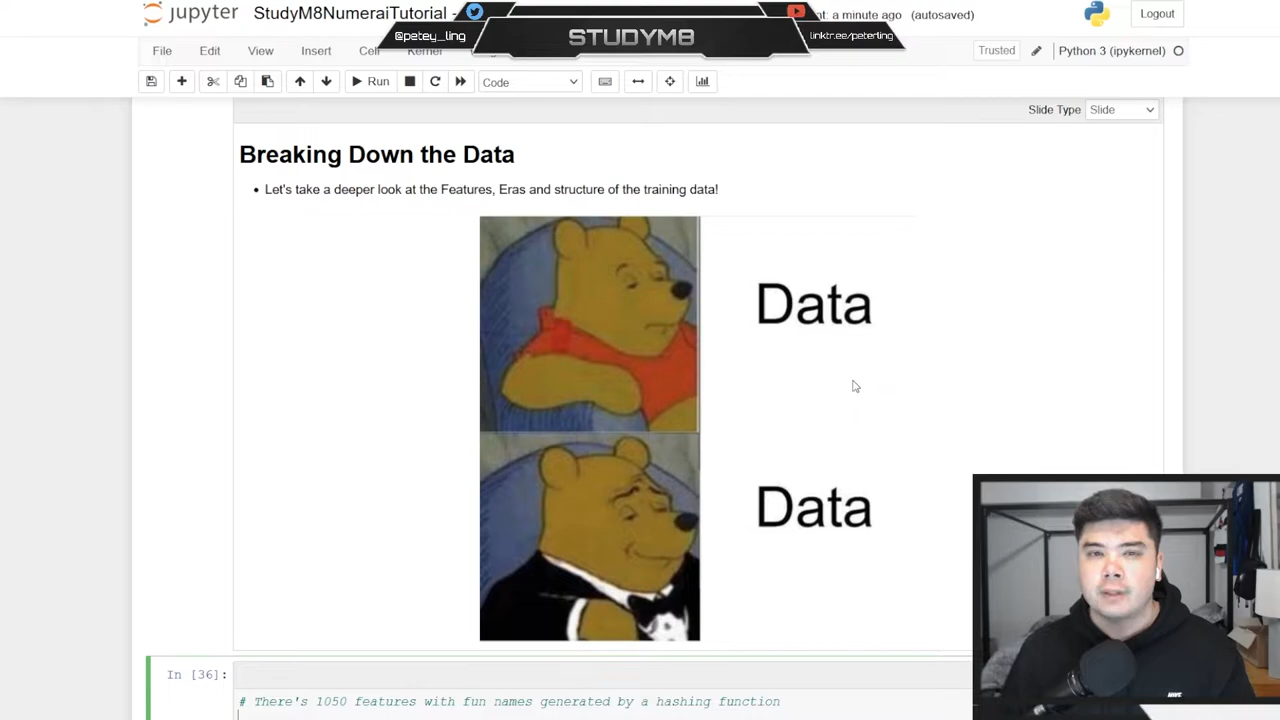 jupyter StudyM8NumeraiTutorial - nt: a minute ago (autosaved) Logout
@petey_ling STUDYM8 linktr.ee/peterling
File Edit View Insert Cell Kernel Trusted Python 3 (ipykernel)
Run Code
Slide Type Slide
Breaking Down the Data
• Let's take a deeper look at the Features, Eras and structure of the training data!
Data
Data
In [36]:
# There's 1050 features with fun names generated by a hashing function